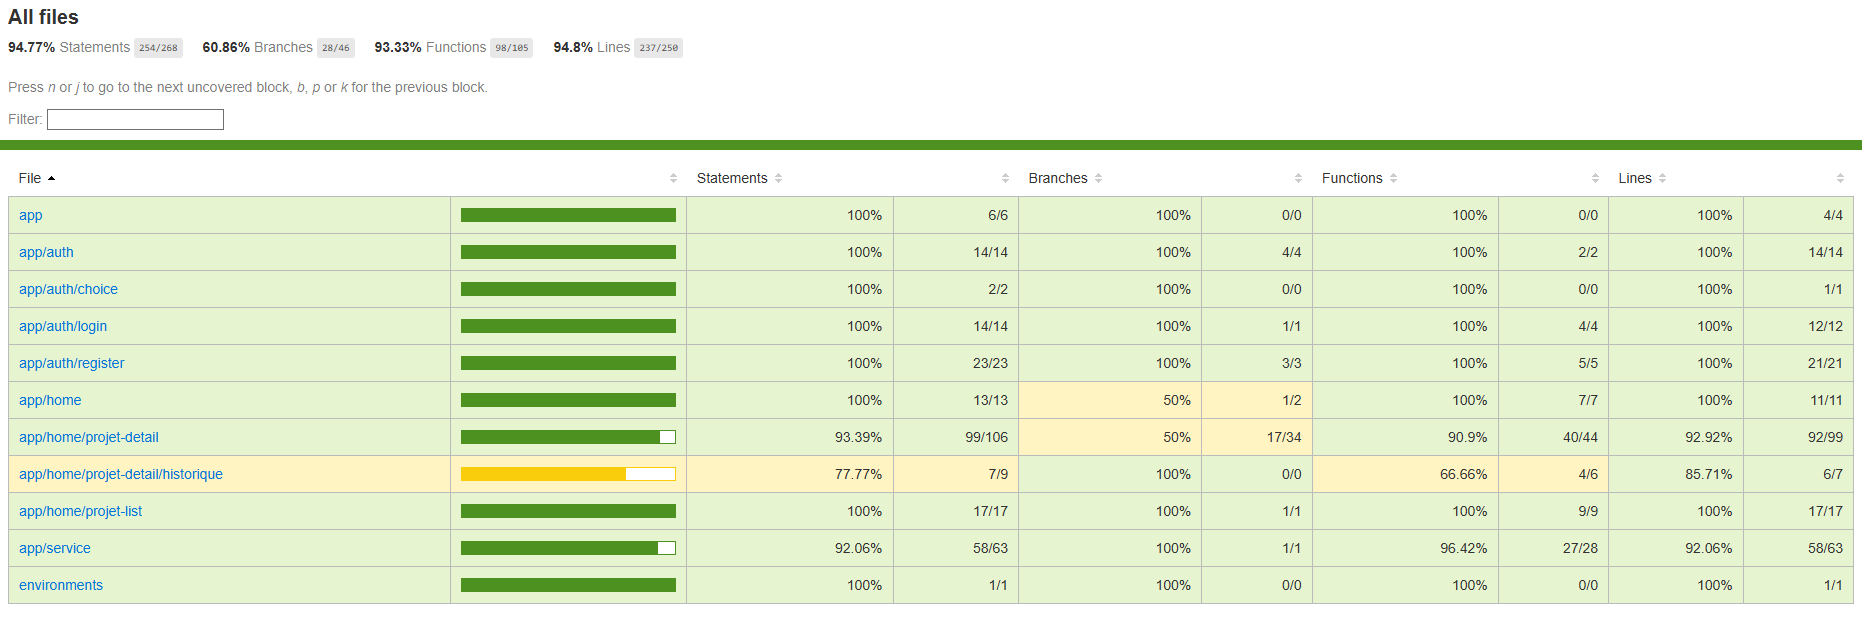 All files
94.77% Statements 254/268 60.86% Branches 28/46 93.33% Functions 98/105 94.8% Lines 237/250
Press n or j to go to the next uncovered block, b, p or k for the previous block.
Filter:
File Statements Branches Functions Lines
app 100% 6/6 100% 0/0 100% 0/0 100% 4/4
app/auth 100% 14/14 100% 4/4 100% 2/2 100% 14/14
app/auth/choice 100% 2/2 100% 0/0 100% 0/0 100% 1/1
app/auth/login 100% 14/14 100% 1/1 100% 4/4 100% 12/12
app/auth/register 100% 23/23 100% 3/3 100% 5/5 100% 21/21
app/home 100% 13/13 50% 1/2 100% 7/7 100% 11/11
app/home/projet-detail 93.39% 99/106 50% 17/34 90.9% 40/44 92.92% 92/99
app/home/projet-detail/historique 77.77% 7/9 100% 0/0 66.66% 4/6 85.71% 6/7
app/home/projet-list 100% 17/17 100% 1/1 100% 9/9 100% 17/17
app/service 92.06% 58/63 100% 1/1 96.42% 27/28 92.06% 58/63
environments 100% 1/1 100% 0/0 100% 0/0 100% 1/1